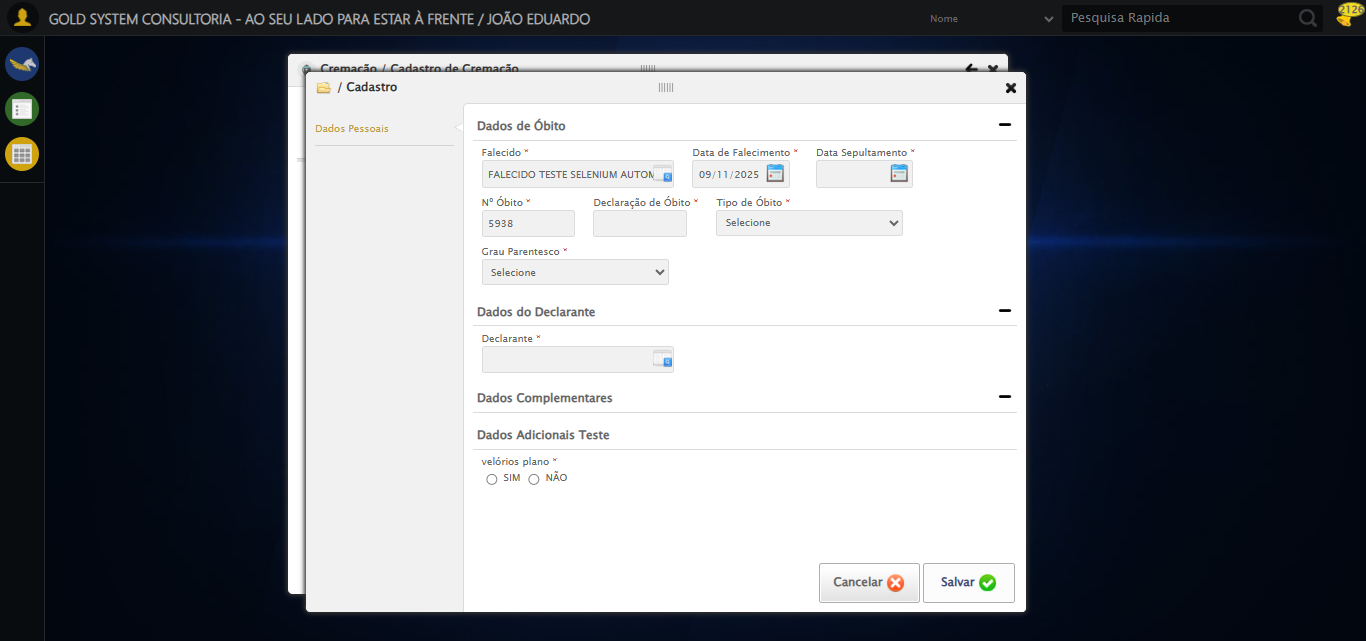 GOLD SYSTEM CONSULTORIA - AO SEU LADO PARA ESTAR À FRENTE / JOÃO EDUARDO
Nome
Pesquisa Rapida
2126
Cremação / Cadastro de Cremação
/ Cadastro
Dados Pessoais
Dados de Óbito
Falecido * Data de Falecimento * Data Sepultamento *
FALECIDO TESTE SELENIUM AUTOM 09/11/2025
Nº Óbito * Declaração de Óbito * Tipo de Óbito *
5938 Selecione
Grau Parentesco *
Selecione
Dados do Declarante
Declarante *
Dados Complementares
Dados Adicionais Teste
velórios plano *
SIM NÃO
Cancelar Salvar